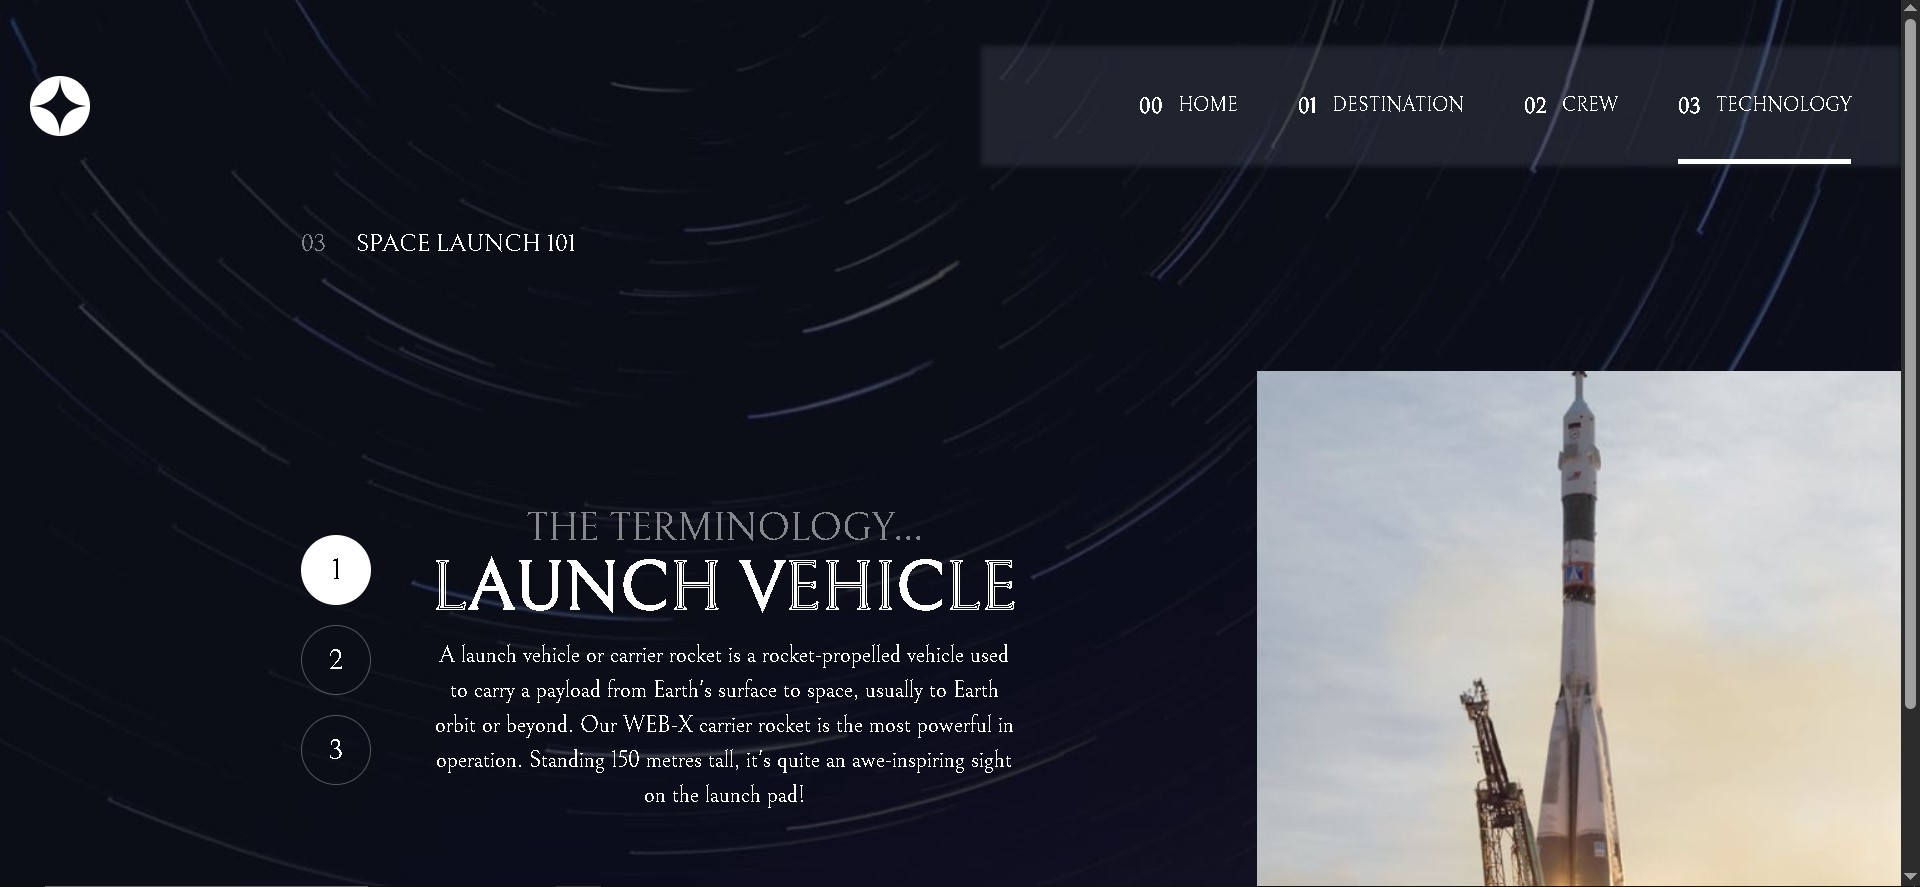 00 HOME 01 DESTINATION 02 CREW 03 TECHNOLOGY
03 SPACE LAUNCH 101
THE TERMINOLOGY...
LAUNCH VEHICLE
1
2
3
A launch vehicle or carrier rocket is a rocket-propelled vehicle used
to carry a payload from Earth's surface to space, usually to Earth
orbit or beyond. Our WEB-X carrier rocket is the most powerful in
operation. Standing 150 metres tall, it's quite an awe-inspiring sight
on the launch pad!